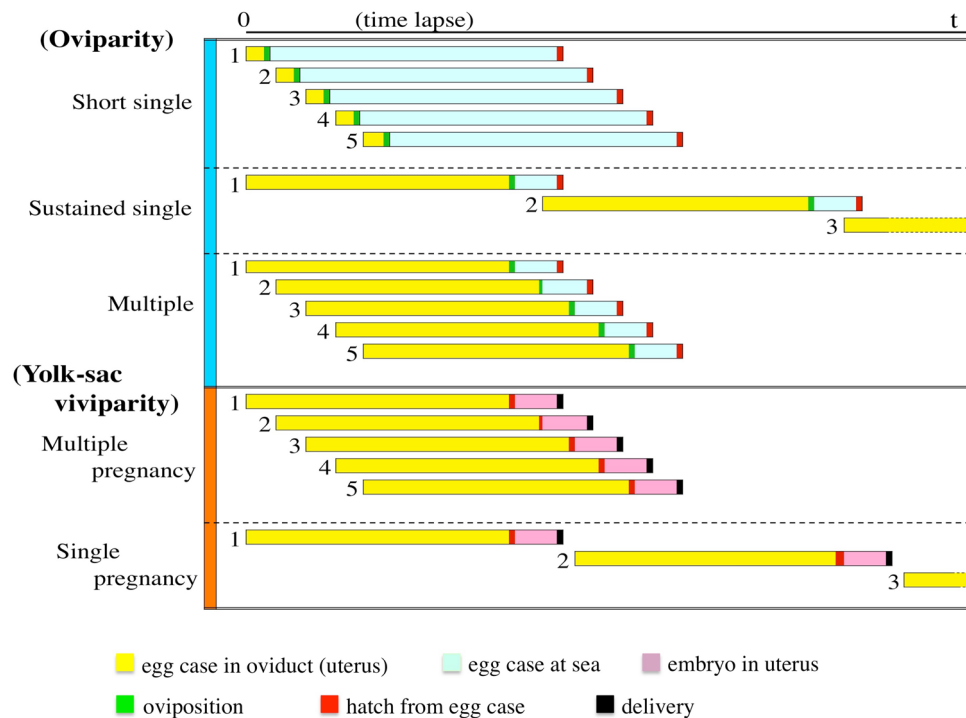 0 (time lapse) t
(Oviparity)
Short single
1
2
3
4
5
Sustained single
1
2
3
Multiple
1
2
3
4
5
(Yolk-sac
viviparity)
Multiple
pregnancy
1
2
3
4
5
Single
pregnancy
1
2
3
egg case in oviduct (uterus) egg case at sea embryo in uterus
oviposition hatch from egg case delivery